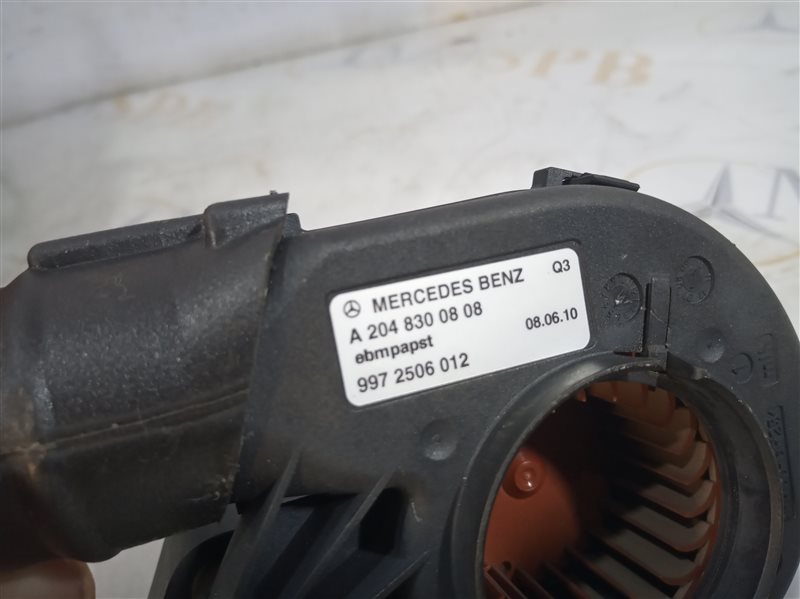 MERCEDES BENZ Q3
A 204 830 08 08 08.06.10
ebmpapst
997 2506 012